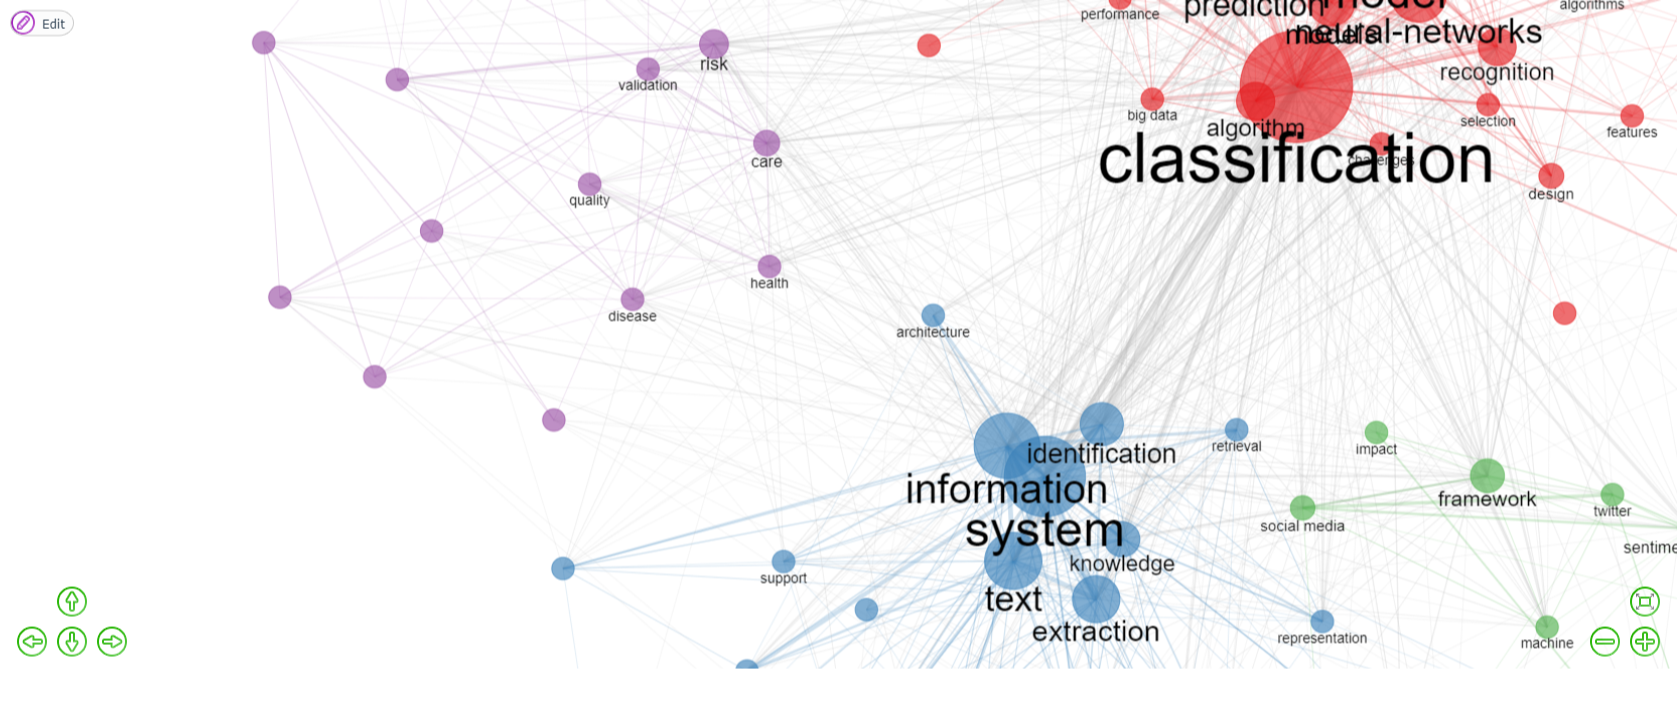 Edit
performance
prediction
model
algorithms
models
neural-networks
risk
validation
recognition
big data
selection
features
algorithm
challenges
care
classification
quality
design
health
disease
architecture
identification
retrieval
impact
information
framework
social media
twitter
system
sentime
knowledge
support
text
extraction
representation
machine